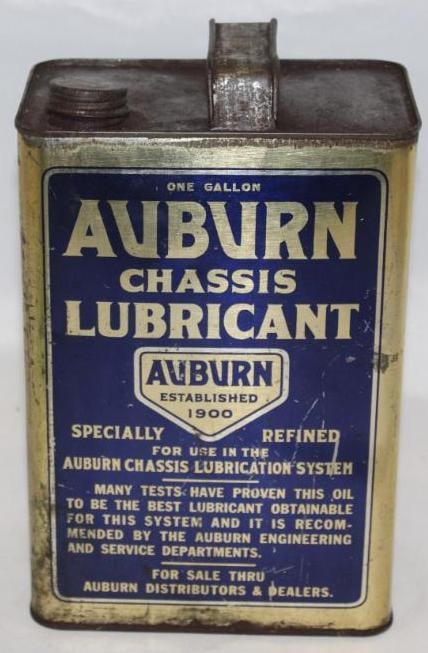 ONE GALLON
AUBURN
CHASSIS
LUBRICANT
AUBURN
ESTABLISHED
1900
SPECIALLY REFINED
FOR USE IN THE
AUBURN CHASSIS LUBRICATION SYSTEM
MANY TESTS HAVE PROVEN THIS OIL
TO BE THE BEST LUBRICANT OBTAINABLE
FOR THIS SYSTEM AND IT IS RECOM-
MENDED BY THE AUBURN ENGINEERING
AND SERVICE DEPARTMENTS.
FOR SALE THRU
AUBURN DISTRIBUTORS & DEALERS.